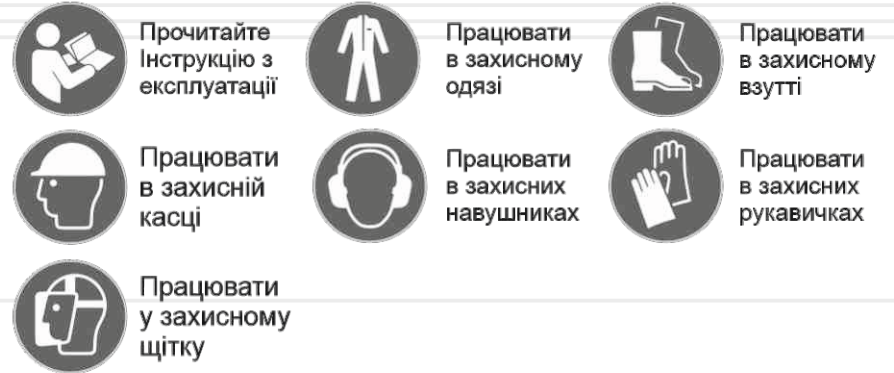 Прочитайте
Інструкцію з
експлуатації
Працювати
в захисному
одязі
Працювати
в захисному
взутті
Працювати
в захисній
касці
Працювати
в захисних
навушниках
Працювати
в захисних
рукавичках
Працювати
у захисному
щітку